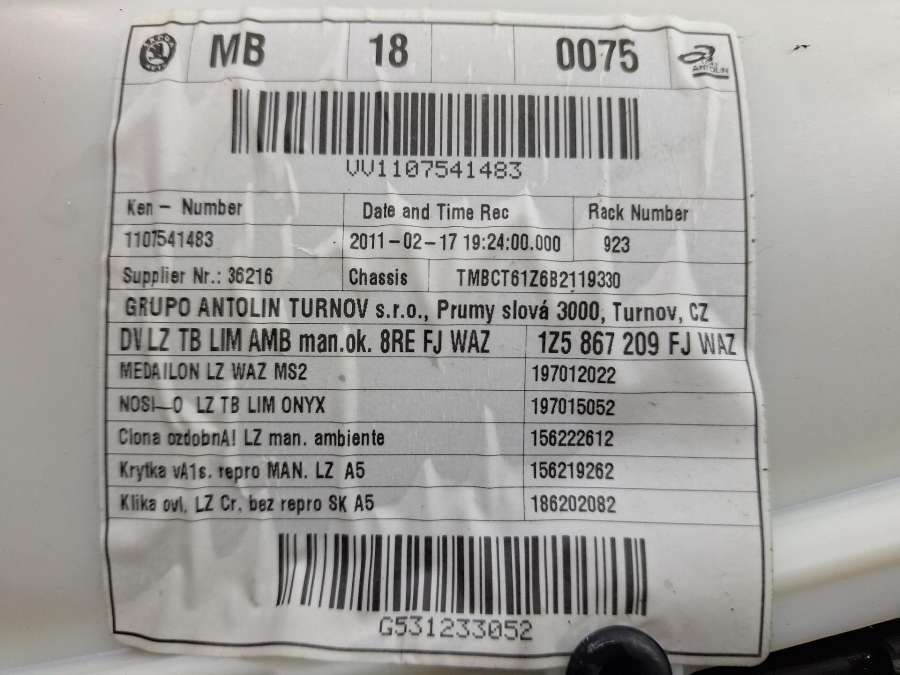 MB 18 0075
ANTOLIN
VV1107541483
Ken - Number Date and Time Rec Rack Number
1107541483 2011-02-17 19:24:00.000 923
Supplier Nr.: 36216 Chassis TMBCT61Z6B2119330
GRUPO ANTOLIN TURNOV s.r.o., Prumy slová 3000, Turnov, CZ
DV LZ TB LIM AMB man.ok. 8RE FJ WAZ 1Z5 867 209 FJ WAZ
MEDAILON LZ WAZ MS2 197012022
NOSI—O LZ TB LIM ONYX 197015052
Clona ozdobnA! LZ man. ambiente 156222612
Krytka vA1s. repro MAN. LZ A5 156219262
Klika ovl. LZ Cr. bez repro SK A5 186202082
G531233052